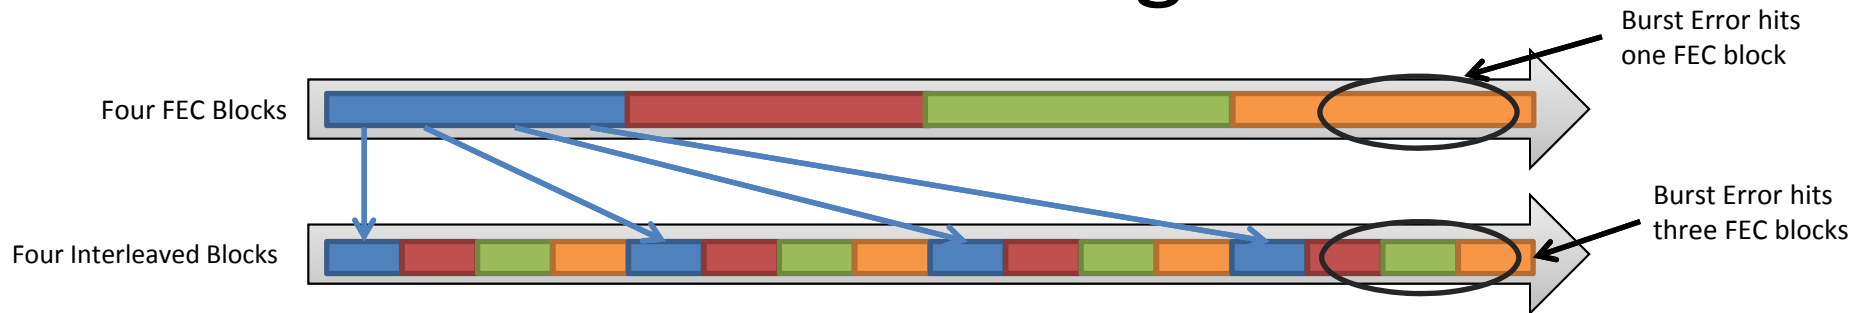 Burst Error hits
one FEC block
Four FEC Blocks
Burst Error hits
three FEC blocks
Four Interleaved Blocks